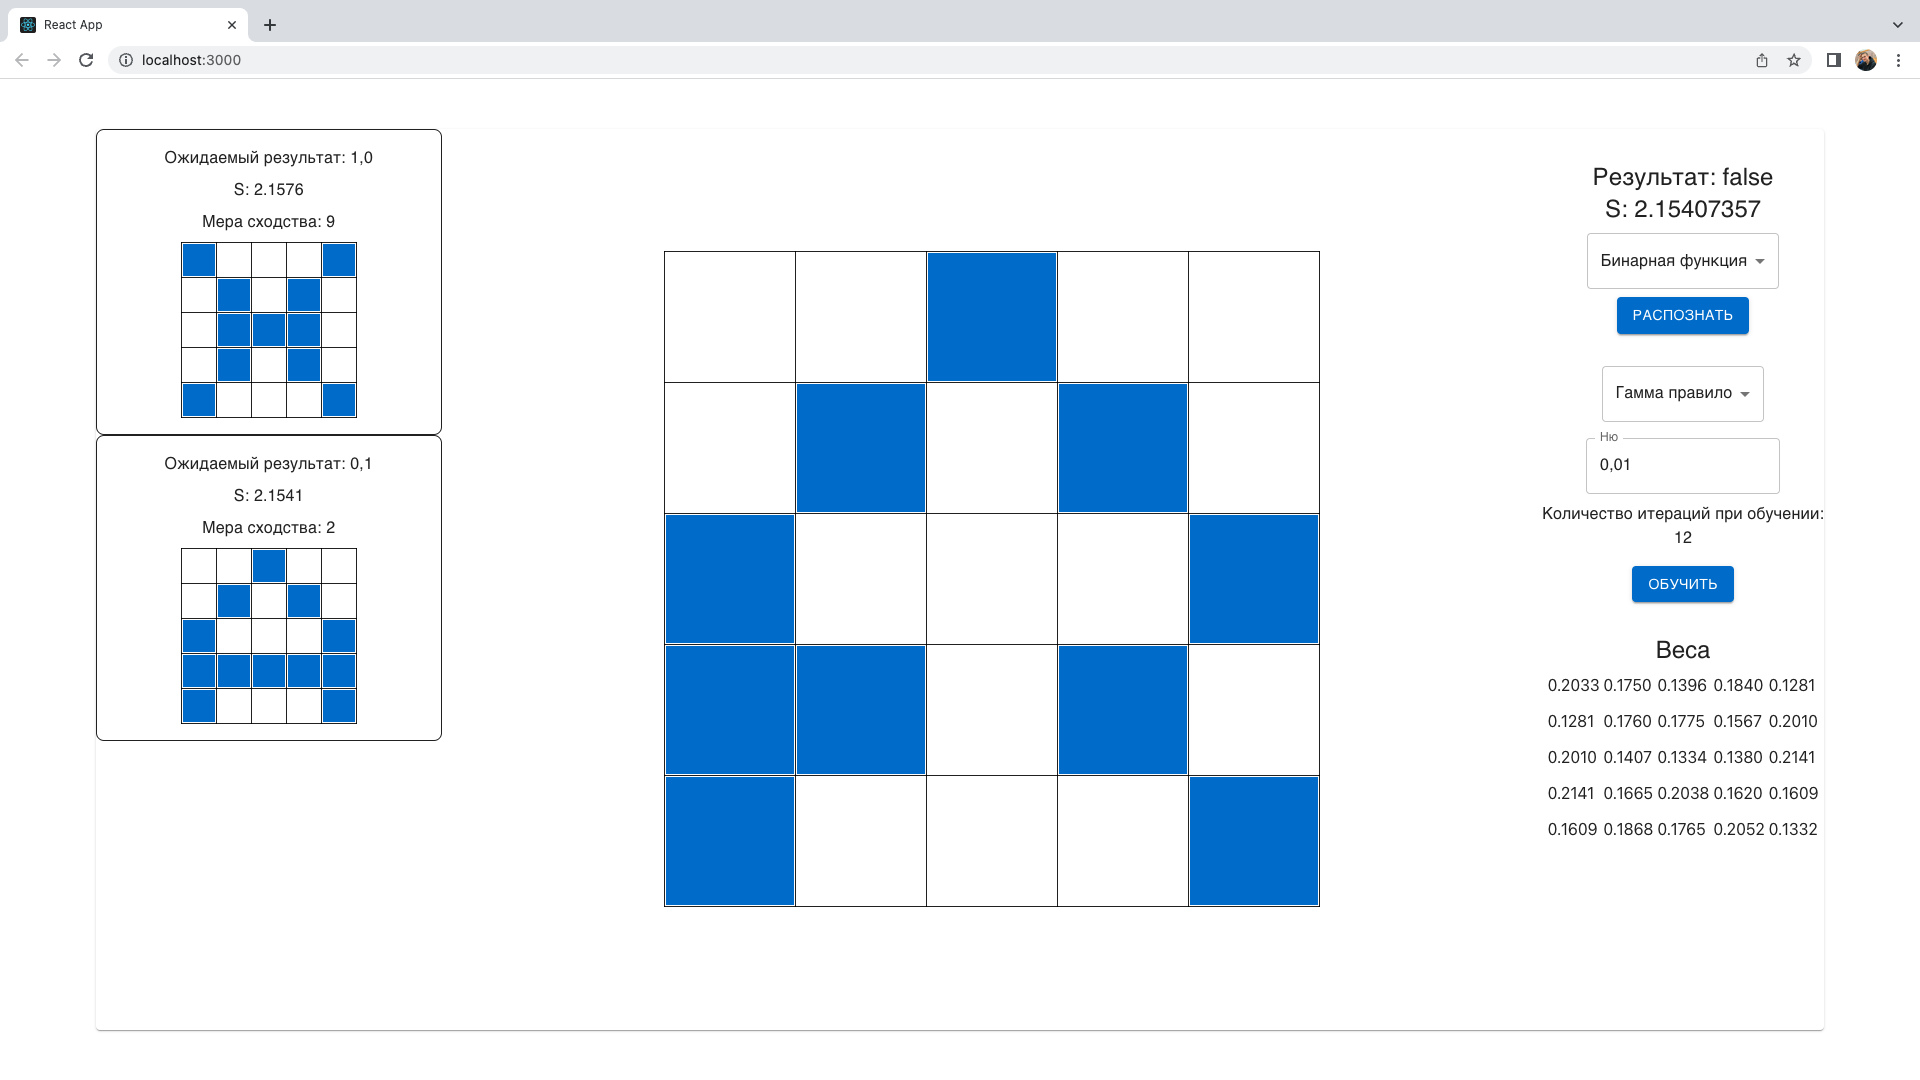 React App
localhost:3000
Ожидаемый результат: 1,0
S: 2.1576
Мера сходства: 9
Ожидаемый результат: 0,1
S: 2.1541
Мера сходства: 2
Результат: false
S: 2.15407357
Бинарная функция
РАСПОЗНАТЬ
Гамма правило
Ню
0,01
Количество итераций при обучении:
12
ОБУЧИТЬ
Веса
0.2033 0.1750 0.1396 0.1840 0.1281
0.1281 0.1760 0.1775 0.1567 0.2010
0.2010 0.1407 0.1334 0.1380 0.2141
0.2141 0.1665 0.2038 0.1620 0.1609
0.1609 0.1868 0.1765 0.2052 0.1332